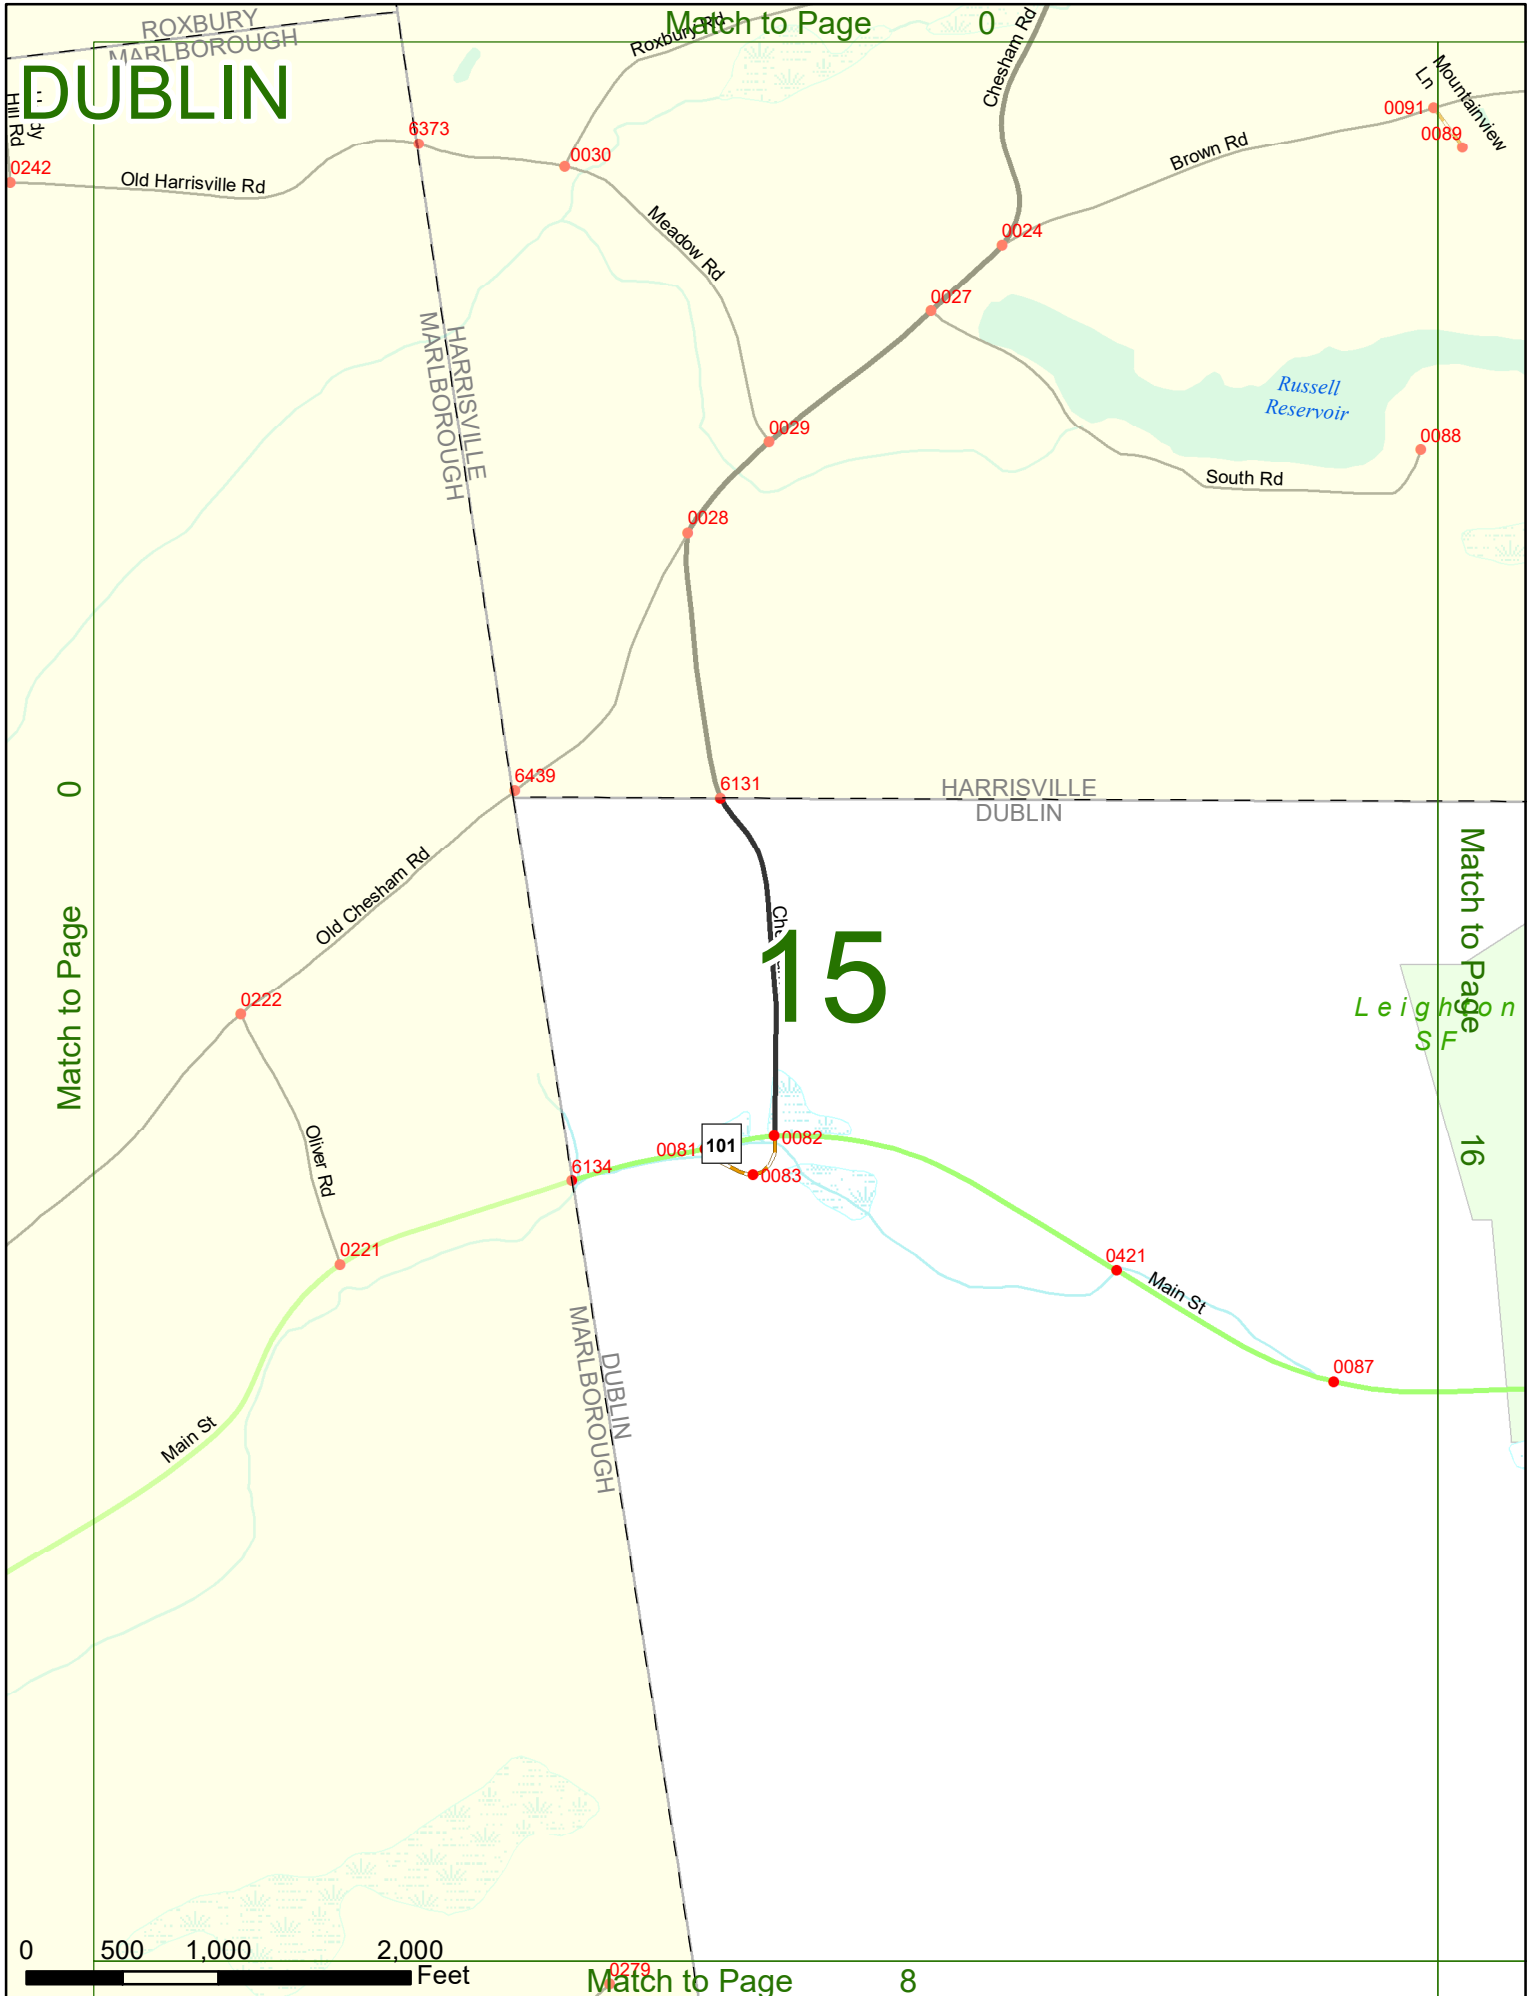 ROXBURY
MARLBOROUGH
Match to Page 0
DUBLIN
Roxbury Rd
Chesham Rd
Mountainview
Ln
Hill Rd
0091
0089
6373
0030
0242
Old Harrisville Rd
Brown Rd
Meadow Rd
0024
0027
HARRISVILLE
MARLBOROUGH
Russell
Reservoir
0029
0088
South Rd
0028
6439
6131
HARRISVILLE
DUBLIN
Match to Page 0
Match to Page 16
Old Chesham Rd
15
Leighton
SF
0222
Oliver Rd
0081
101
0082
0083
6134
0221
0421
Main St
DUBLIN
MARLBOROUGH
0087
Main St
0 500 1,000 2,000
Feet
0279
Match to Page 8